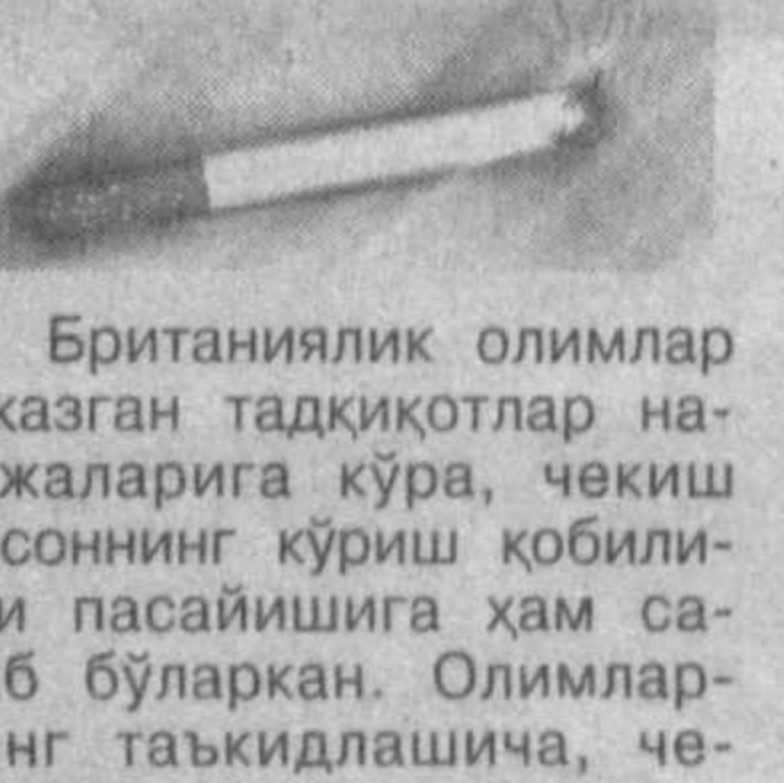 Британиялик олимлар
казган тадқиқотлар на-
жаларига кўра, чекиш
соннинг кўриш қобили-
и пасайишига ҳам са-
б бўларкан. Олимлар-
нг таъкидлашича, че-